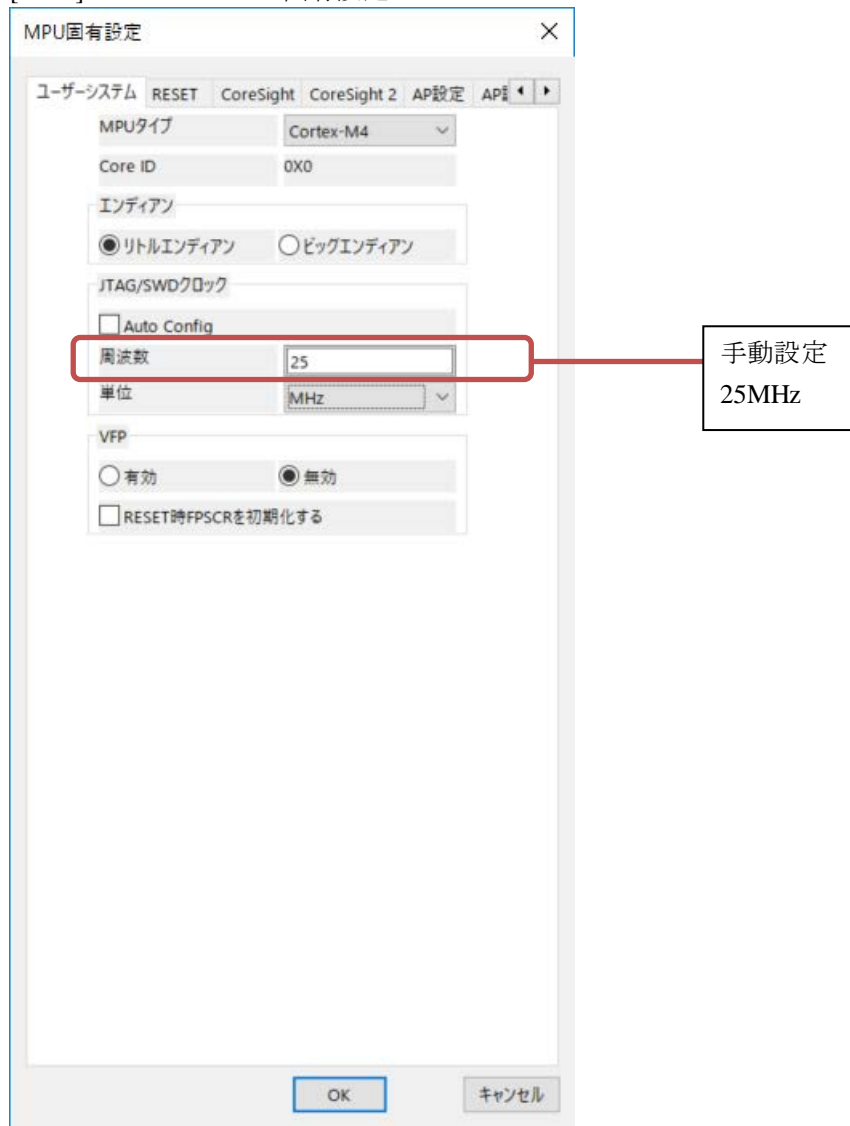 MPU固有設定
ユーザーシステム RESET CoreSight CoreSight 2 AP設定
MPUタイプ Cortex-M4
Core ID 0X0
エンディアン
リトルエンディアン ビッグエンディアン
JTAG/SWDクロック
Auto Config
周波数 25
手動設定
25MHz
単位 MHz
VFP
有効 無効
RESET時FPSCRを初期化する
OK キャンセル